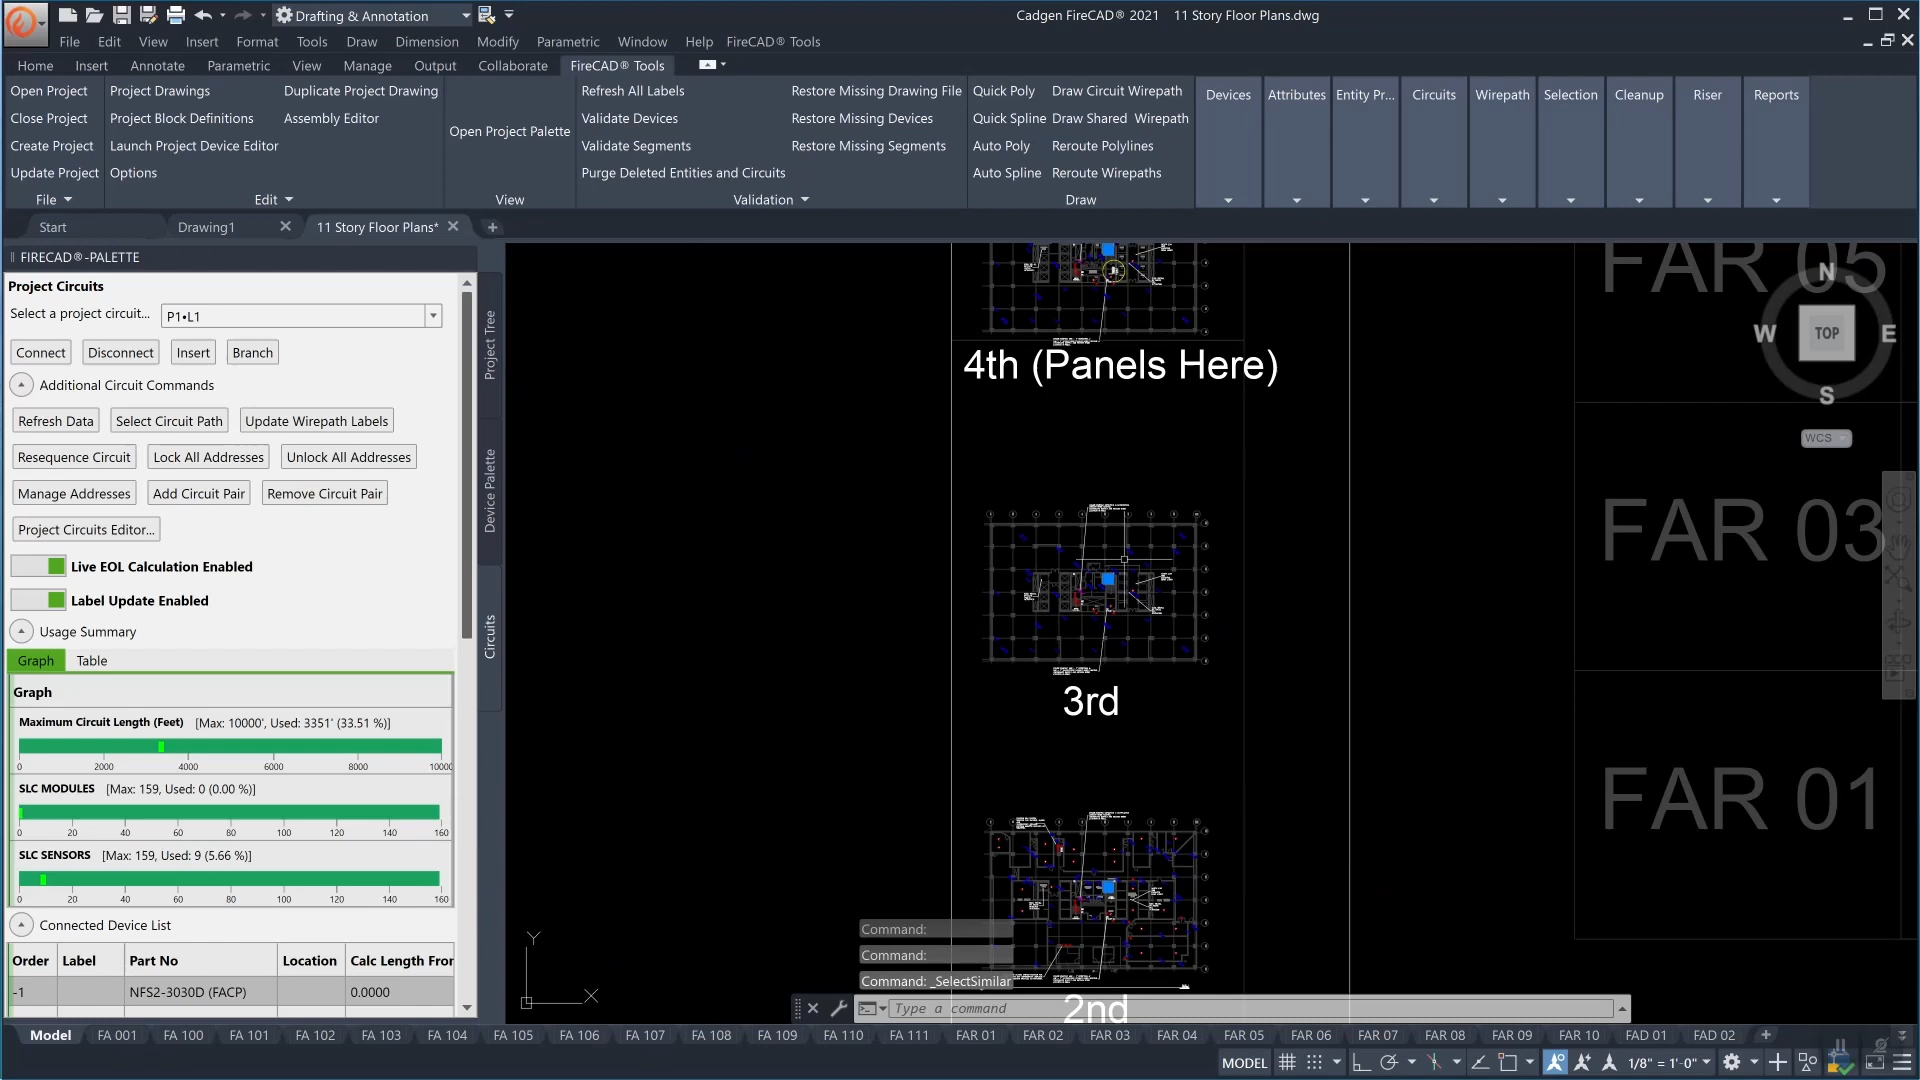 Drafting & Annotation
Cadgen FireCAD® 2021 11 Story Floor Plans.dwg
File Edit View Insert Format Tools Draw Dimension Modify Parametric Window Help FireCAD® Tools
Home Insert Annotate Parametric View Manage Output Collaborate FireCAD® Tools
Open Project Project Drawings Duplicate Project Drawing Refresh All Labels Restore Missing Drawing File Quick Poly Draw Circuit Wirepath
Devices Attributes Entity Pr... Circuits Wirepath Selection Cleanup Riser Reports
Close Project Project Block Definitions Assembly Editor Validate Devices Restore Missing Devices Quick Spline Draw Shared Wirepath
Open Project Palette
Create Project Launch Project Device Editor Validate Segments Restore Missing Segments Auto Poly Reroute Polylines
Update Project Options Purge Deleted Entities and Circuits Auto Spline Reroute Wirepaths
File Edit View Validation Draw
Start Drawing1 11 Story Floor Plans*
FIRECAD®-PALETTE
Project Circuits
Select a project circuit... P1•L1
Connect Disconnect Insert Branch
Additional Circuit Commands
Refresh Data Select Circuit Path Update Wirepath Labels
Resequence Circuit Lock All Addresses Unlock All Addresses
Manage Addresses Add Circuit Pair Remove Circuit Pair
Project Circuits Editor...
Live EOL Calculation Enabled
Label Update Enabled
Usage Summary
Graph Table
Graph
Maximum Circuit Length (Feet) [Max: 10000', Used: 3351' (33.51 %)]
0 2000 4000 6000 8000 10000
SLC MODULES [Max: 159, Used: 0 (0.00 %)]
0 20 40 60 80 100 120 140 160
SLC SENSORS [Max: 159, Used: 9 (5.66 %)]
0 20 40 60 80 100 120 140 160
Connected Device List
Order Label Part No Location Calc Length Fror
-1 NFS2-3030D (FACP) 0.0000
Project Tree
Device Palette
Circuits
4th (Panels Here)
3rd
2nd
FAR 05
FAR 03
FAR 01
N
W TOP E
S
WCS
Y
X
Command:
Command:
Command: _SelectSimilar
Type a command
Model FA 001 FA 100 FA 101 FA 102 FA 103 FA 104 FA 105 FA 106 FA 107 FA 108 FA 109 FA 110 FA 111 FAR 01 FAR 02 FAR 03 FAR 04 FAR 05 FAR 06 FAR 07 FAR 08 FAR 09 FAR 10 FAD 01 FAD 02
MODEL 1/8" = 1'-0"